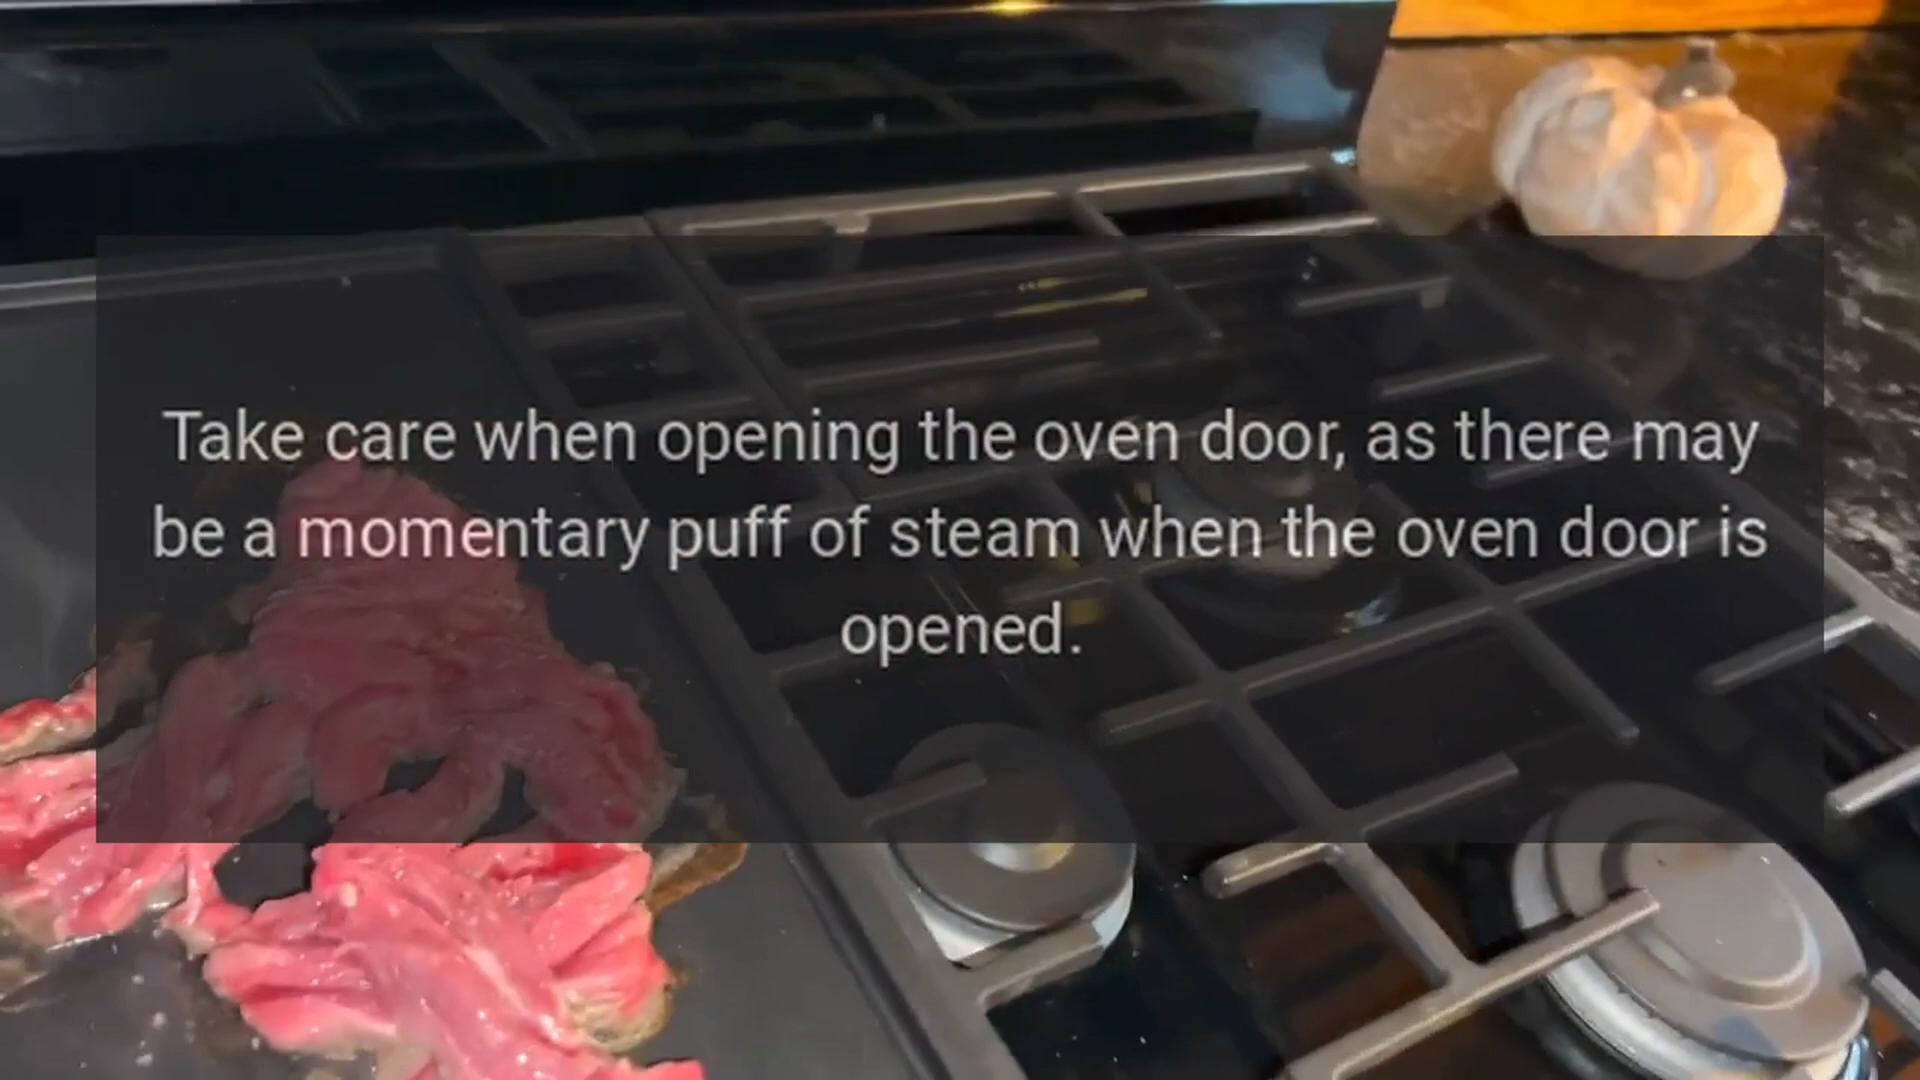 Take care when opening the oven door, as there may
be a momentary puff of steam when the oven door is
opened.